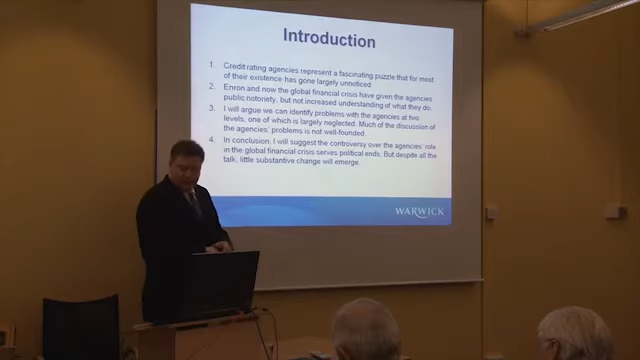 Introduction
1. Credit rating agencies represent a fascinating puzzle that for most
of their existence has gone largely unnoticed
2. Enron and now the global financial crisis have given the agencies
public notoriety, but not increased understanding of what they do.
3. I will argue we can identify problems with the agencies at two
levels, one of which is largely neglected. Much of the discussion of
the agencies' problems is not well-founded.
4. In conclusion, I will suggest the controversy over the agencies' role
in the global financial crisis serves political ends. But despite all the
talk, little substantive change will emerge.
WARWICK